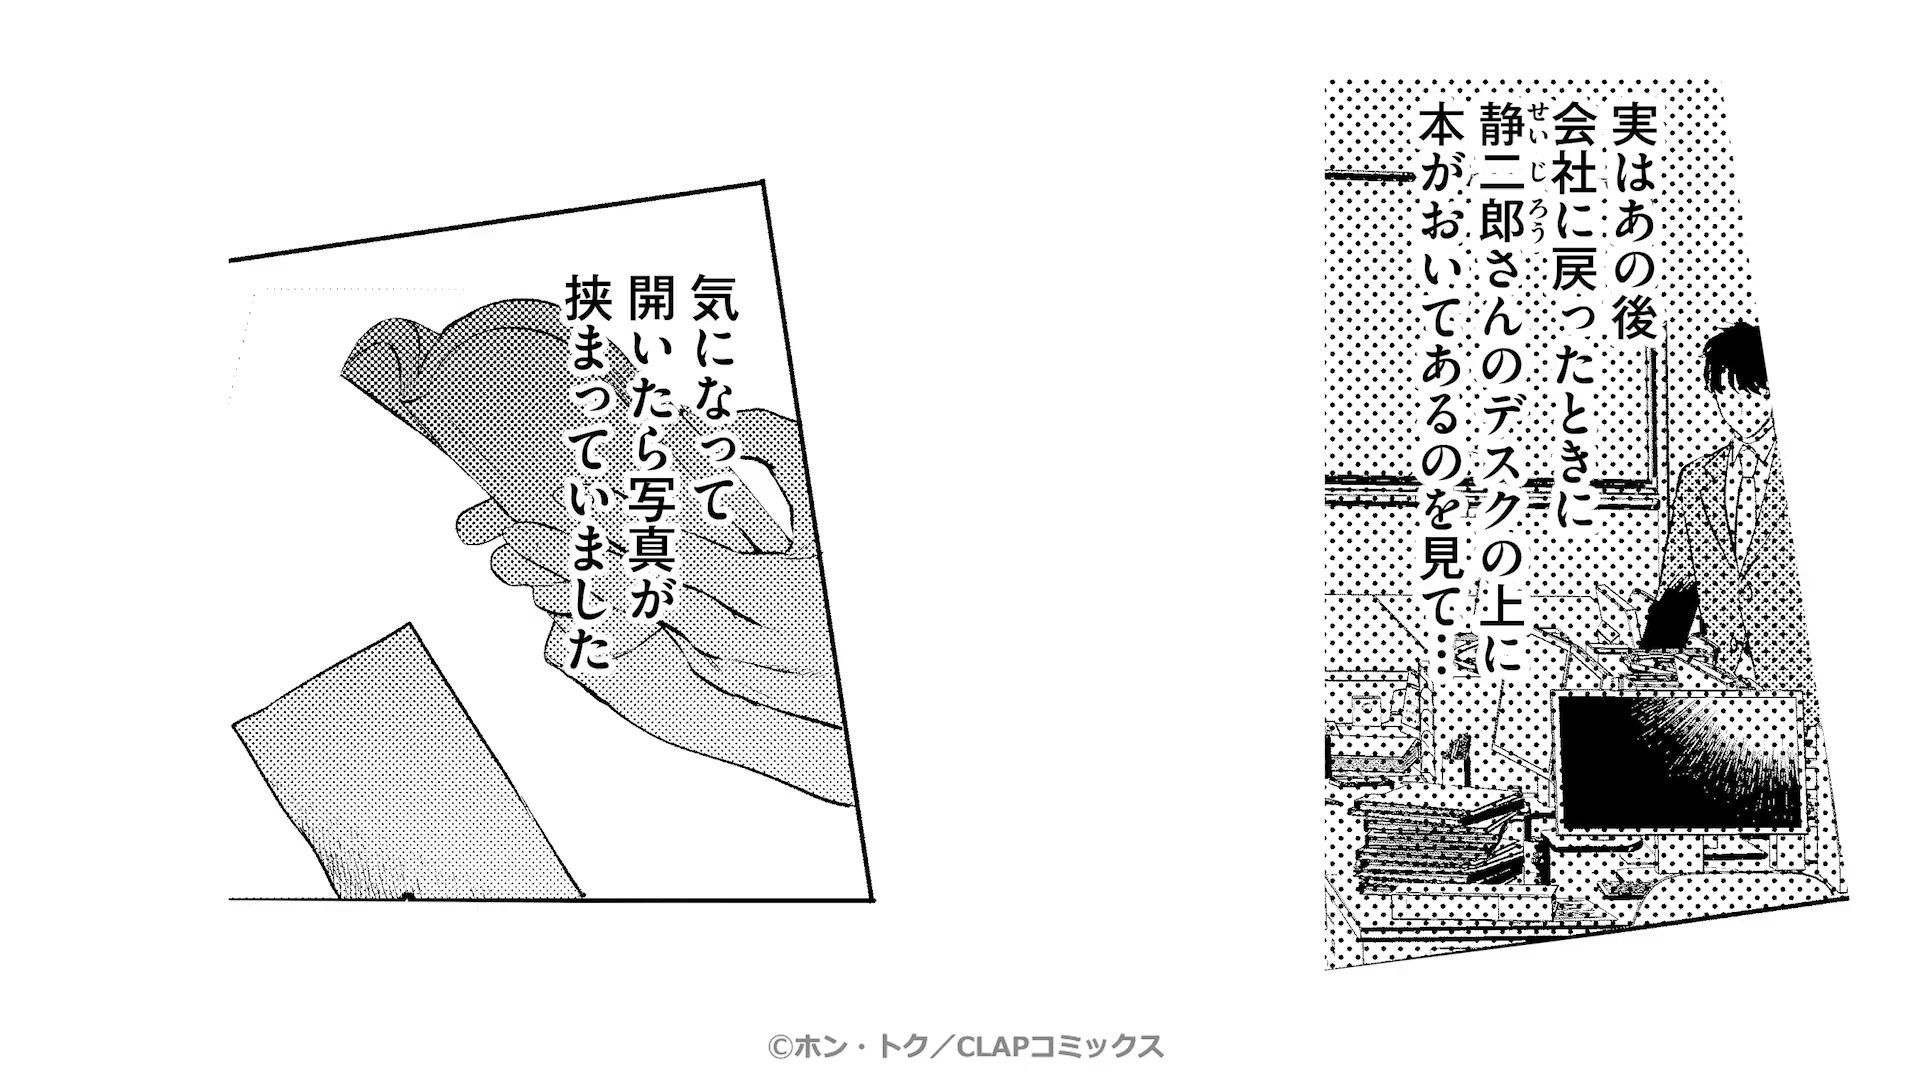 実はあの後
会社に戻ったときに
静二郎さんのデスクの上に
せいじろう
本がおいてあるのを見て…
気になって
開いたら写真が
挟まっていました
©ホン・トク／CLAPコミックス